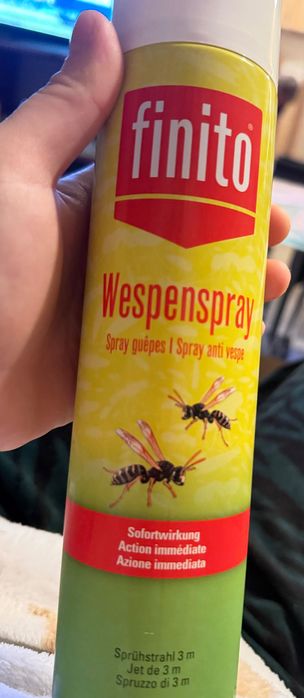 finito®
Wespenspray
Spray guêpes | Spray anti vespe
Sofortwirkung
Action immédiate
Azione immediata
Sprühstrahl 3 m
Jet de 3 m
Spruzzo di 3 m